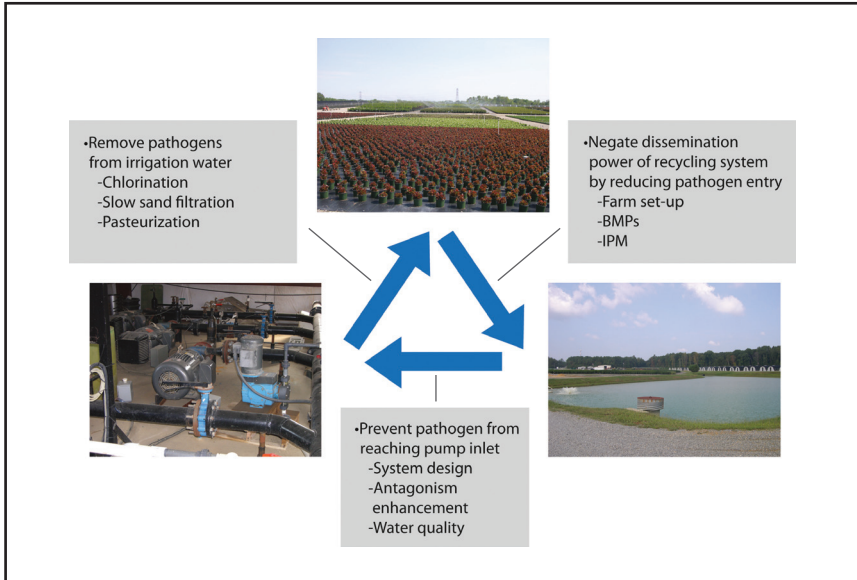 •Remove pathogens
from irrigation water
-Chlorination
-Slow sand filtration
-Pasteurization
•Negate dissemination
power of recycling system
by reducing pathogen entry
-Farm set-up
-BMPs
-IPM
•Prevent pathogen from
reaching pump inlet
-System design
-Antagonism
enhancement
-Water quality